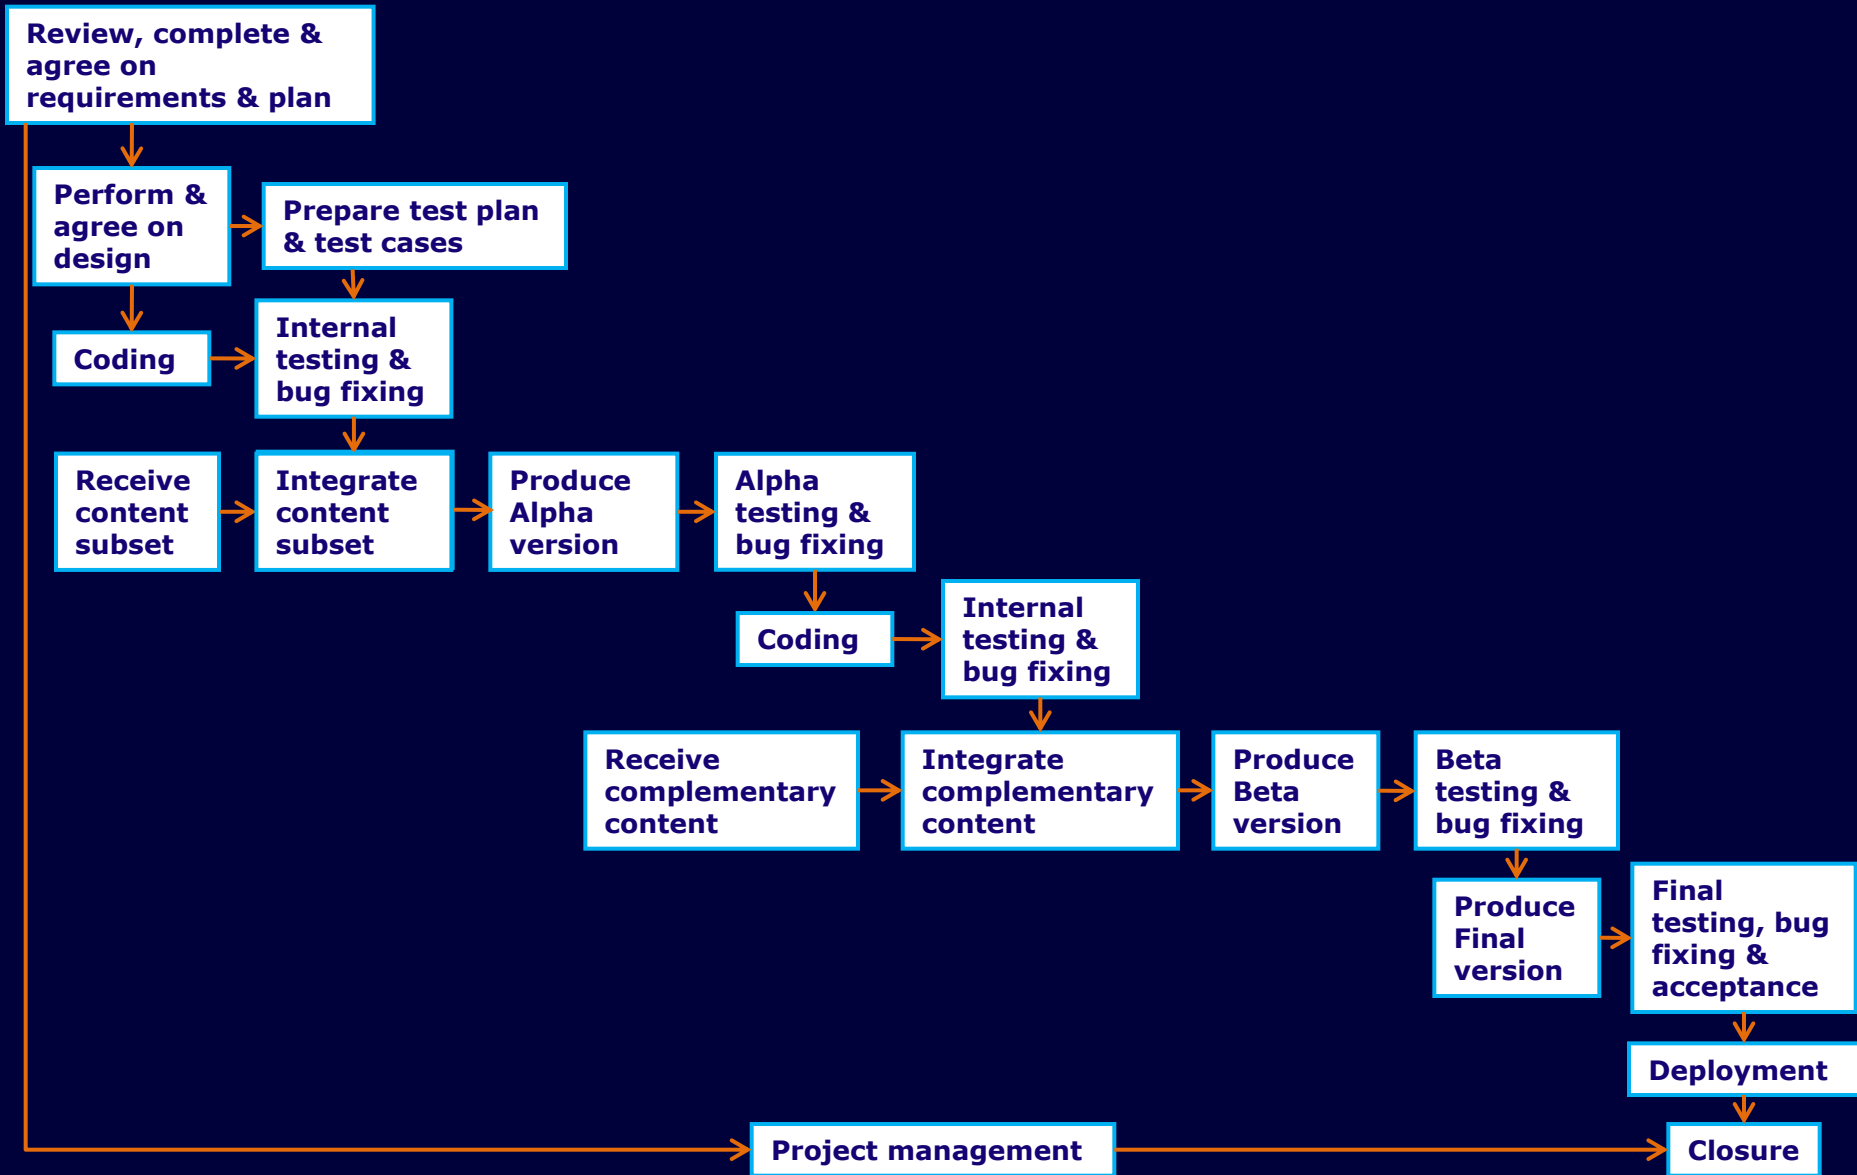 Review, complete &
agree on
requirements & plan
Perform &
agree on
design
Prepare test plan
& test cases
Coding
Internal
testing &
bug fixing
Receive
content
subset
Integrate
content
subset
Produce
Alpha
version
Alpha
testing &
bug fixing
Coding
Internal
testing &
bug fixing
Receive
complementary
content
Integrate
complementary
content
Produce
Beta
version
Beta
testing &
bug fixing
Produce
Final
version
Final
testing, bug
fixing &
acceptance
Deployment
Project management
Closure